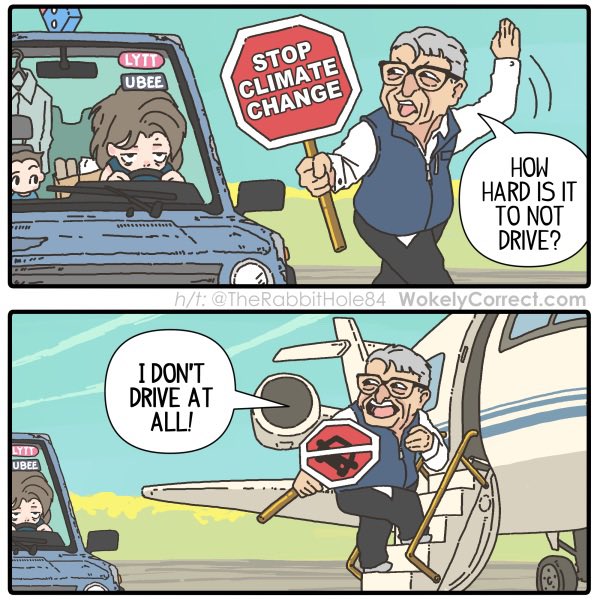 LYTT
UBEE
STOP
CLIMATE
CHANGE
HOW
HARD IS IT
TO NOT
DRIVE?
h/t: @TheRabbitHole84 WokelyCorrect.com
I DON'T
DRIVE AT
ALL!
LYTT
UBEE